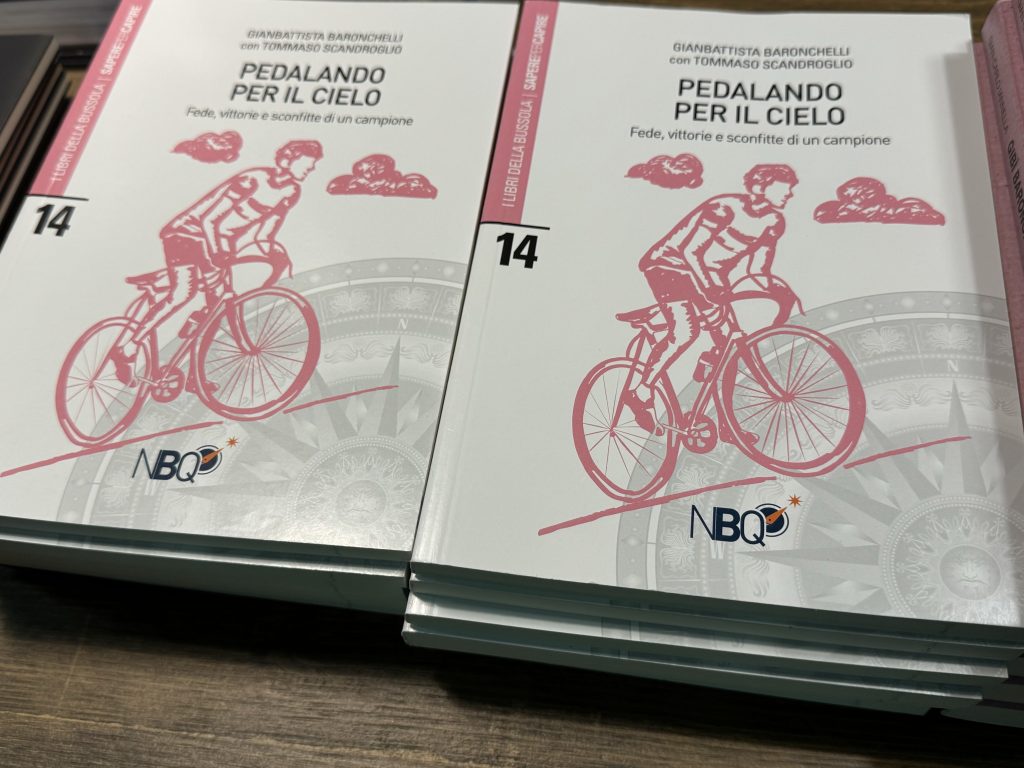 GIANBATTISTA BARONCHELLI
con TOMMASO SCANDROGLIO
PEDALANDO
PER IL CIELO
Fede, vittorie e sconfitte di un campione
I LIBRI DELLA BUSSOLA | SAPERE PER CAPIRE
14
N
NBQ
GIANBATTISTA BARONCHELLI
con TOMMASO SCANDROGLIO
PEDALANDO
PER IL CIELO
Fede, vittorie e sconfitte di un campione
I LIBRI DELLA BUSSOLA | SAPERE PER CAPIRE
14
N
NBQ